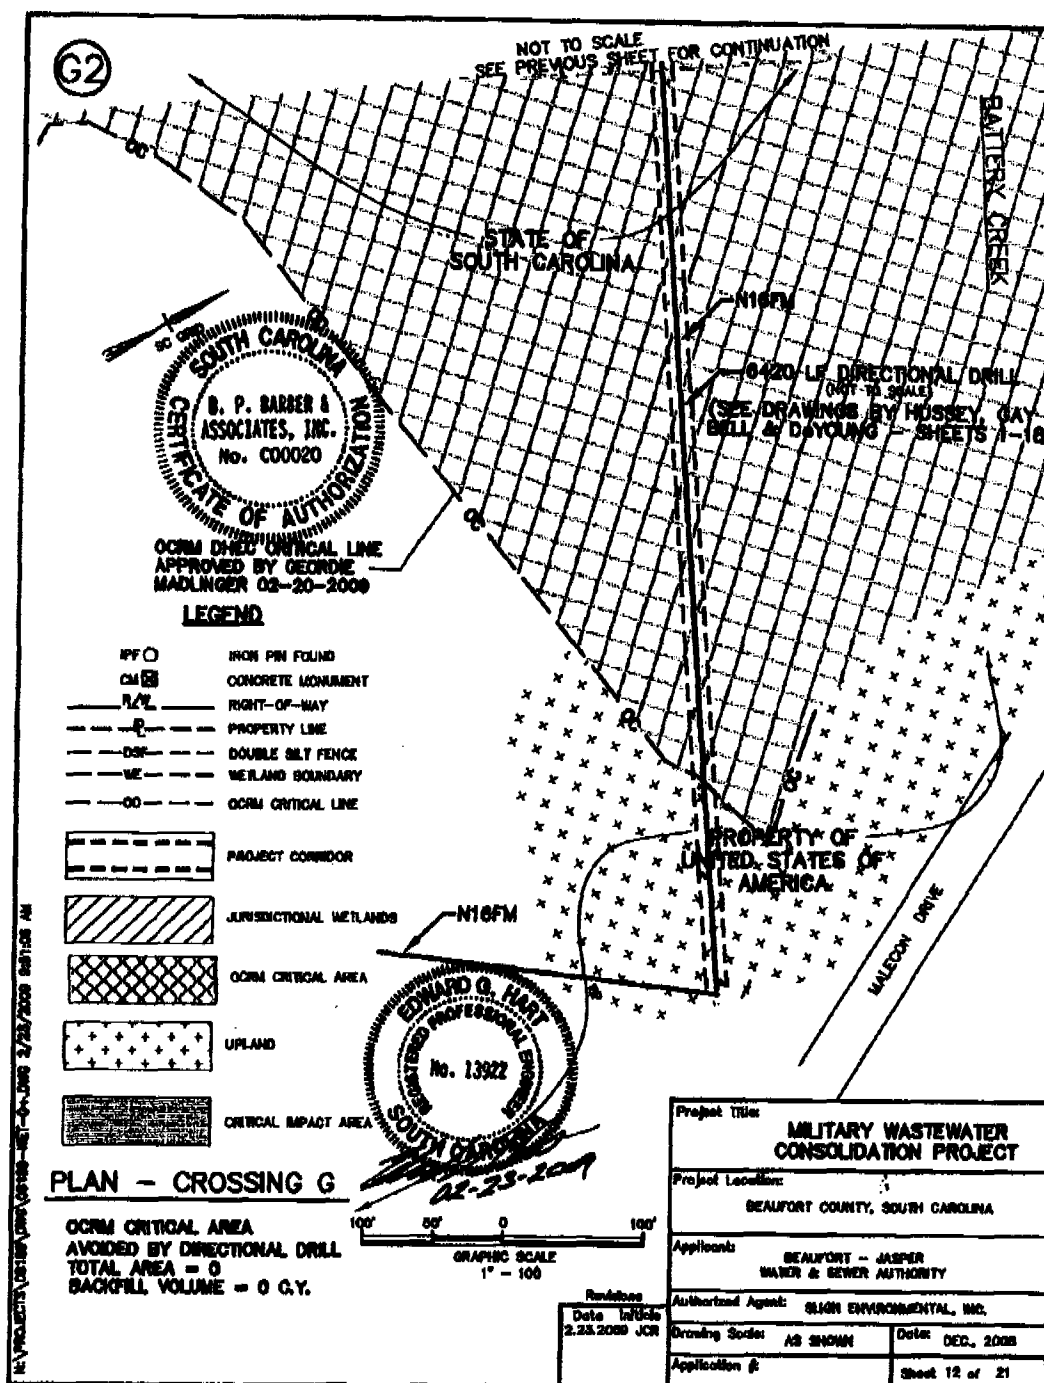 G2
NOT TO SCALE
SEE PREVIOUS SHEET FOR CONTINUATION
BATTERY CREEK
OC
STATE OF
SOUTH CAROLINA
N16FM
SC GRID
OC
6420 LF DIRECTIONAL DRILL
(NOT TO SCALE)
(SEE DRAWINGS BY HUSSEY, GAY
BELL & DeYOUNG - SHEETS 1-16
SOUTH CAROLINA
B. P. BARBER &
ASSOCIATES, INC.
No. C00020
CERTIFICATE OF AUTHORIZATION
OC
OCRM DHEC CRITICAL LINE
APPROVED BY GEORDIE
MADLINGER 02-20-2009
LEGEND
IPF IRON PIN FOUND
CM CONCRETE MONUMENT
R/W RIGHT-OF-WAY
PL PROPERTY LINE
DSF DOUBLE SILT FENCE
WE WETLAND BOUNDARY
OC OCRM CRITICAL LINE
PROJECT CORRIDOR
JURISDICTIONAL WETLANDS
OCRM CRITICAL AREA
UPLAND
CRITICAL IMPACT AREA
OC
OC
PROPERTY OF
UNITED STATES OF
AMERICA
MALECON DRIVE
N16FM
EDWARD G. HART
REGISTERED PROFESSIONAL ENGINEER
No. 13922
SOUTH CAROLINA
02-23-2009
PLAN - CROSSING G
OCRM CRITICAL AREA
AVOIDED BY DIRECTIONAL DRILL
TOTAL AREA = 0
BACKFILL VOLUME = 0 C.Y.
100' 50' 0 100'
GRAPHIC SCALE
1" - 100
Revisions
Date Initials
2.23.2009 JCR
Project Title:
MILITARY WASTEWATER
CONSOLIDATION PROJECT
Project Location:
BEAUFORT COUNTY, SOUTH CAROLINA
Applicant:
BEAUFORT - JASPER
WATER & SEWER AUTHORITY
Authorized Agent: SLIGH ENVIRONMENTAL, INC.
Drawing Scale: AS SHOWN
Date: DEC., 2008
Application #:
Sheet 12 of 21